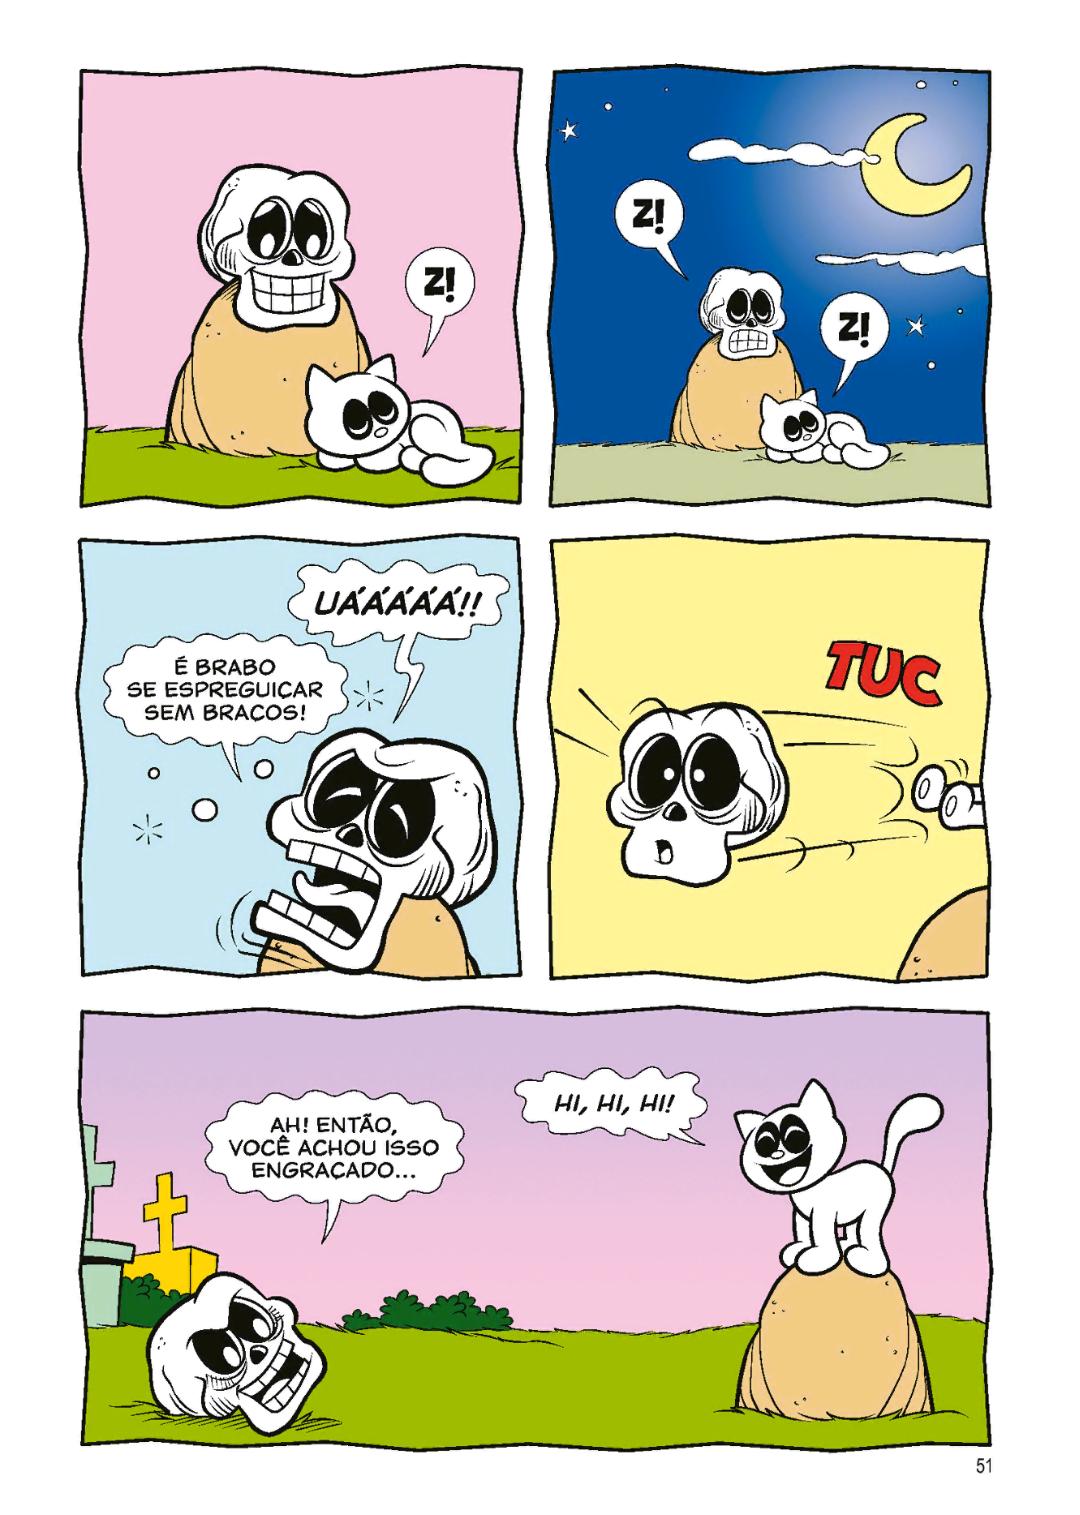 Z!
Z!
Z!
UÁÁÁÁÁ!!
É BRABO
SE ESPREGUIÇAR
SEM BRAÇOS!
TUC
AH! ENTÃO,
VOCÊ ACHOU ISSO
ENGRAÇADO...
HI, HI, HI!
51